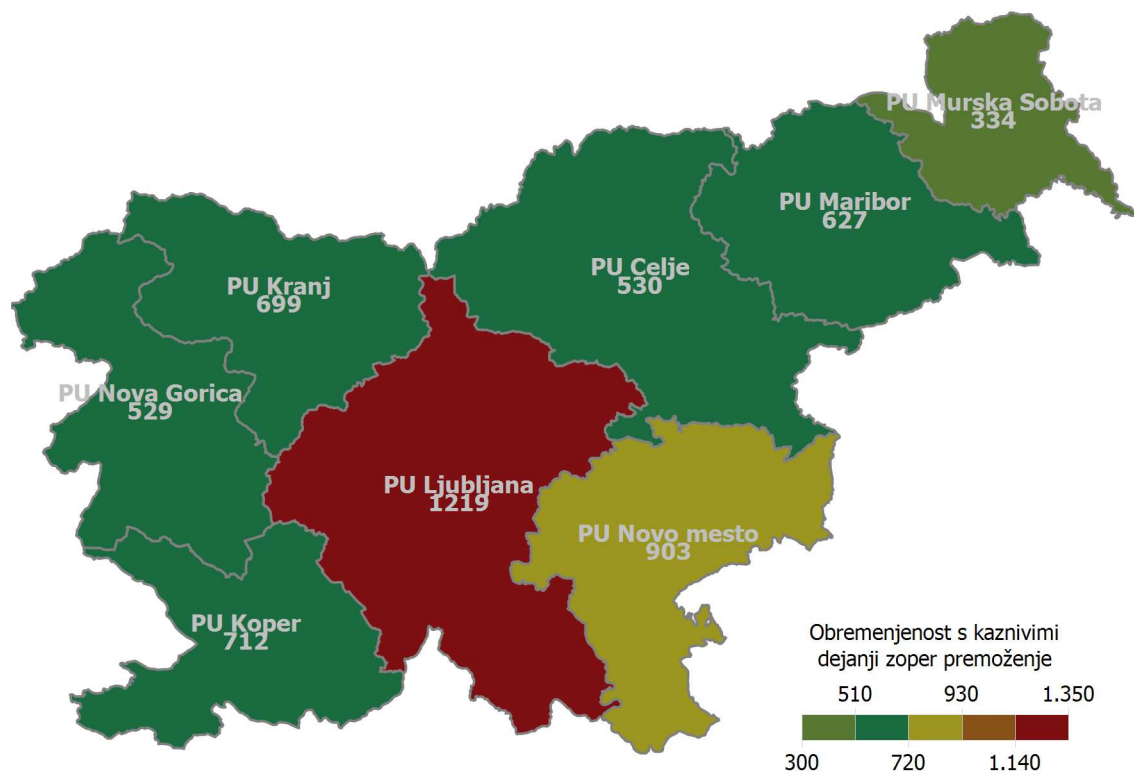 PU Murska Sobota
334
PU Maribor
627
PU Celje
530
PU Kranj
699
PU Nova Gorica
529
PU Ljubljana
1219
PU Novo mesto
903
PU Koper
712
Obremenjenost s kaznivimi
dejanji zoper premoženje
510 930 1.350
300 720 1.140